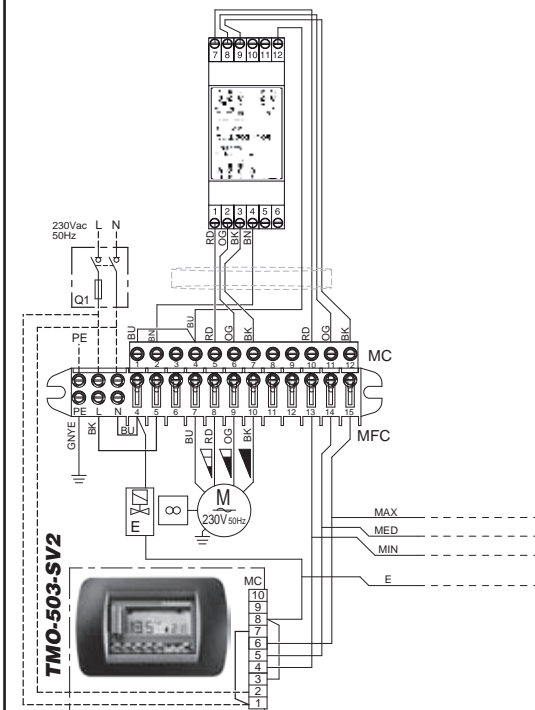 7 8 9 10 11 12
1 2 3 4 5 6
RD OG BK BN
230Vac L N
50Hz
Q1
PE
BU BN BU RD OG BK RD OG BK
1 2 3 4 5 6 7 8 9 10 11 12
MC
PE L N 4 5 6 7 8 9 10 11 12 13 14 15
MFC
GNYE BK BU BU RD OG BK
M
230V 50Hz
E
MAX
MED
MIN
E
TMO-503-SV2
MC
10
9
8
7
6
5
4
3
2
1
19.5